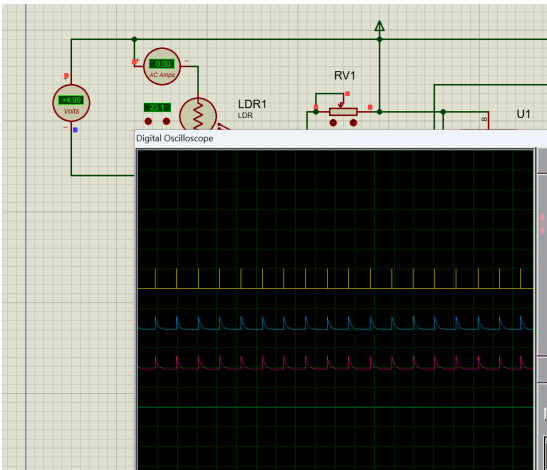 0.00
AC Amps
RV1
+4.99
Volts
23.1
LDR1
LDR
U1
8
Digital Oscilloscope